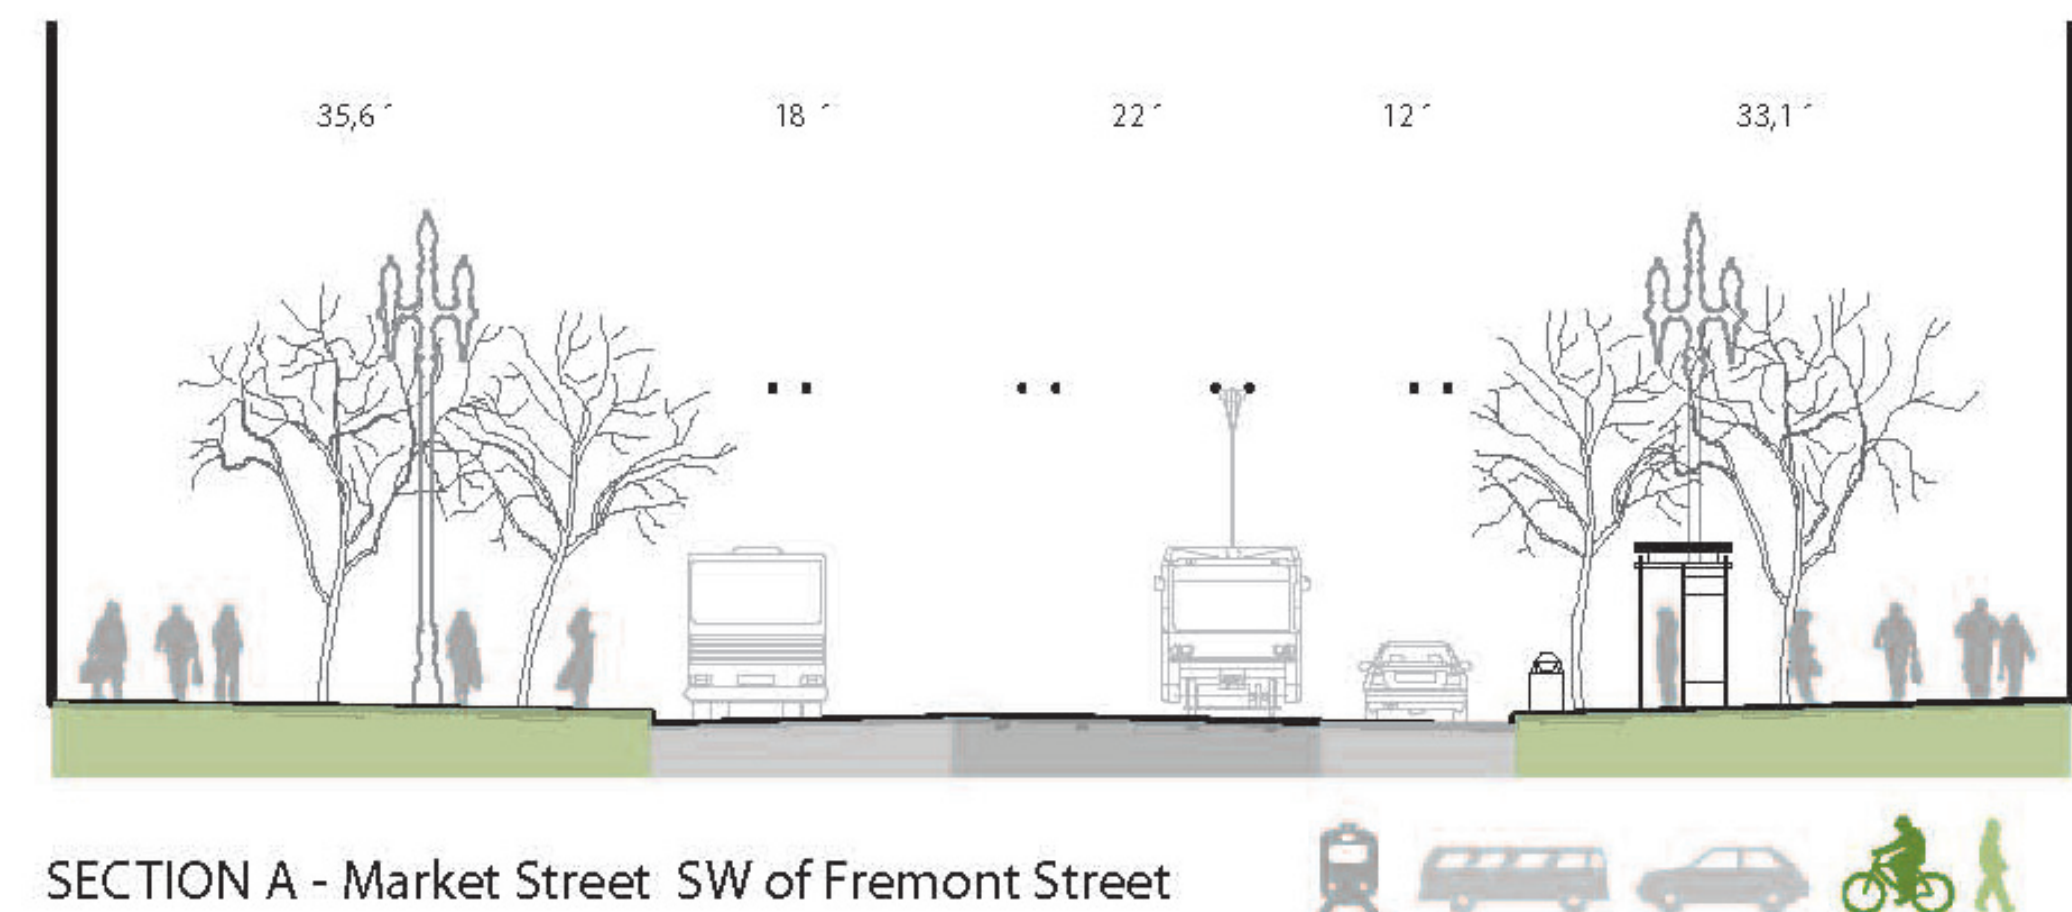 35,6´ 18 ´ 22´ 12´ 33,1´
SECTION A - Market Street SW of Fremont Street